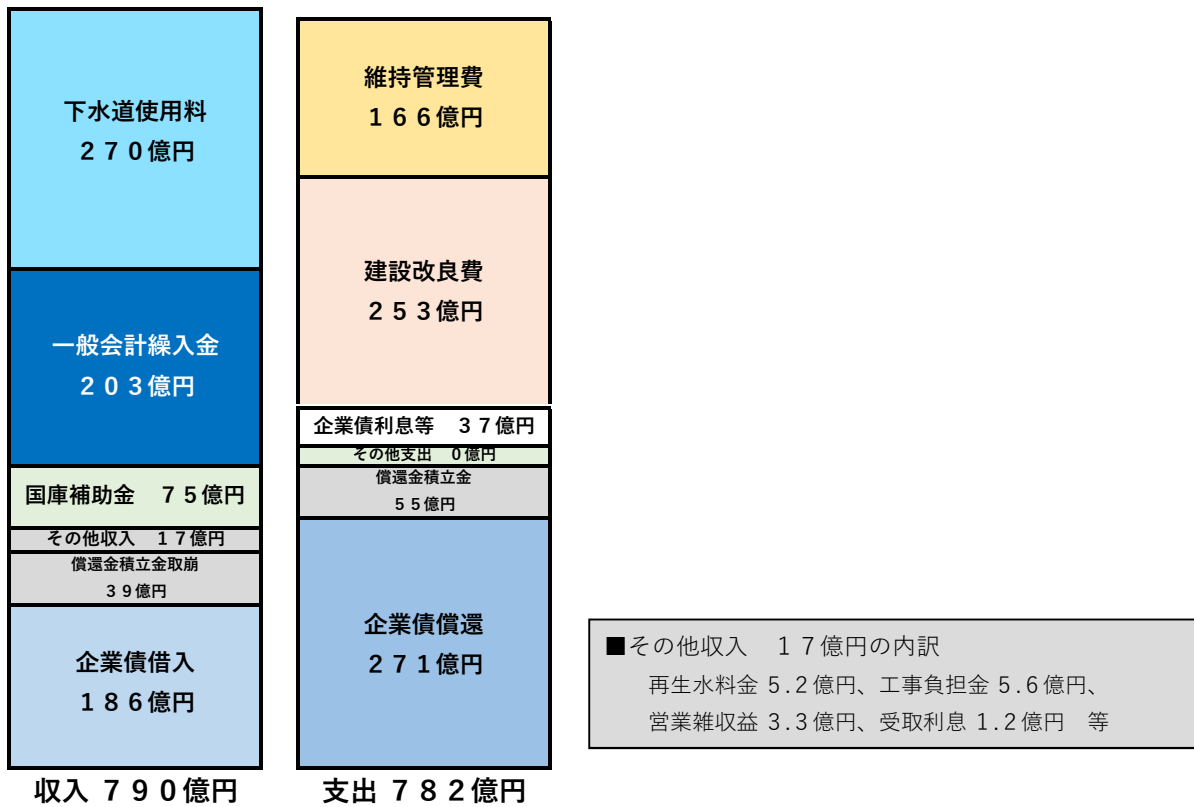 下水道使用料
２７０億円
一般会計繰入金
２０３億円
国庫補助金　７５億円
その他収入　１７億円
償還金積立金取崩
３９億円
企業債借入
１８６億円
収入 ７９０億円
維持管理費
１６６億円
建設改良費
２５３億円
企業債利息等　３７億円
その他支出　０億円
償還金積立金
５５億円
企業債償還
２７１億円
支出 ７８２億円
■その他収入　１７億円の内訳
再生水料金 5.2億円、工事負担金 5.6億円、
営業雑収益 3.3億円、受取利息 1.2億円　等